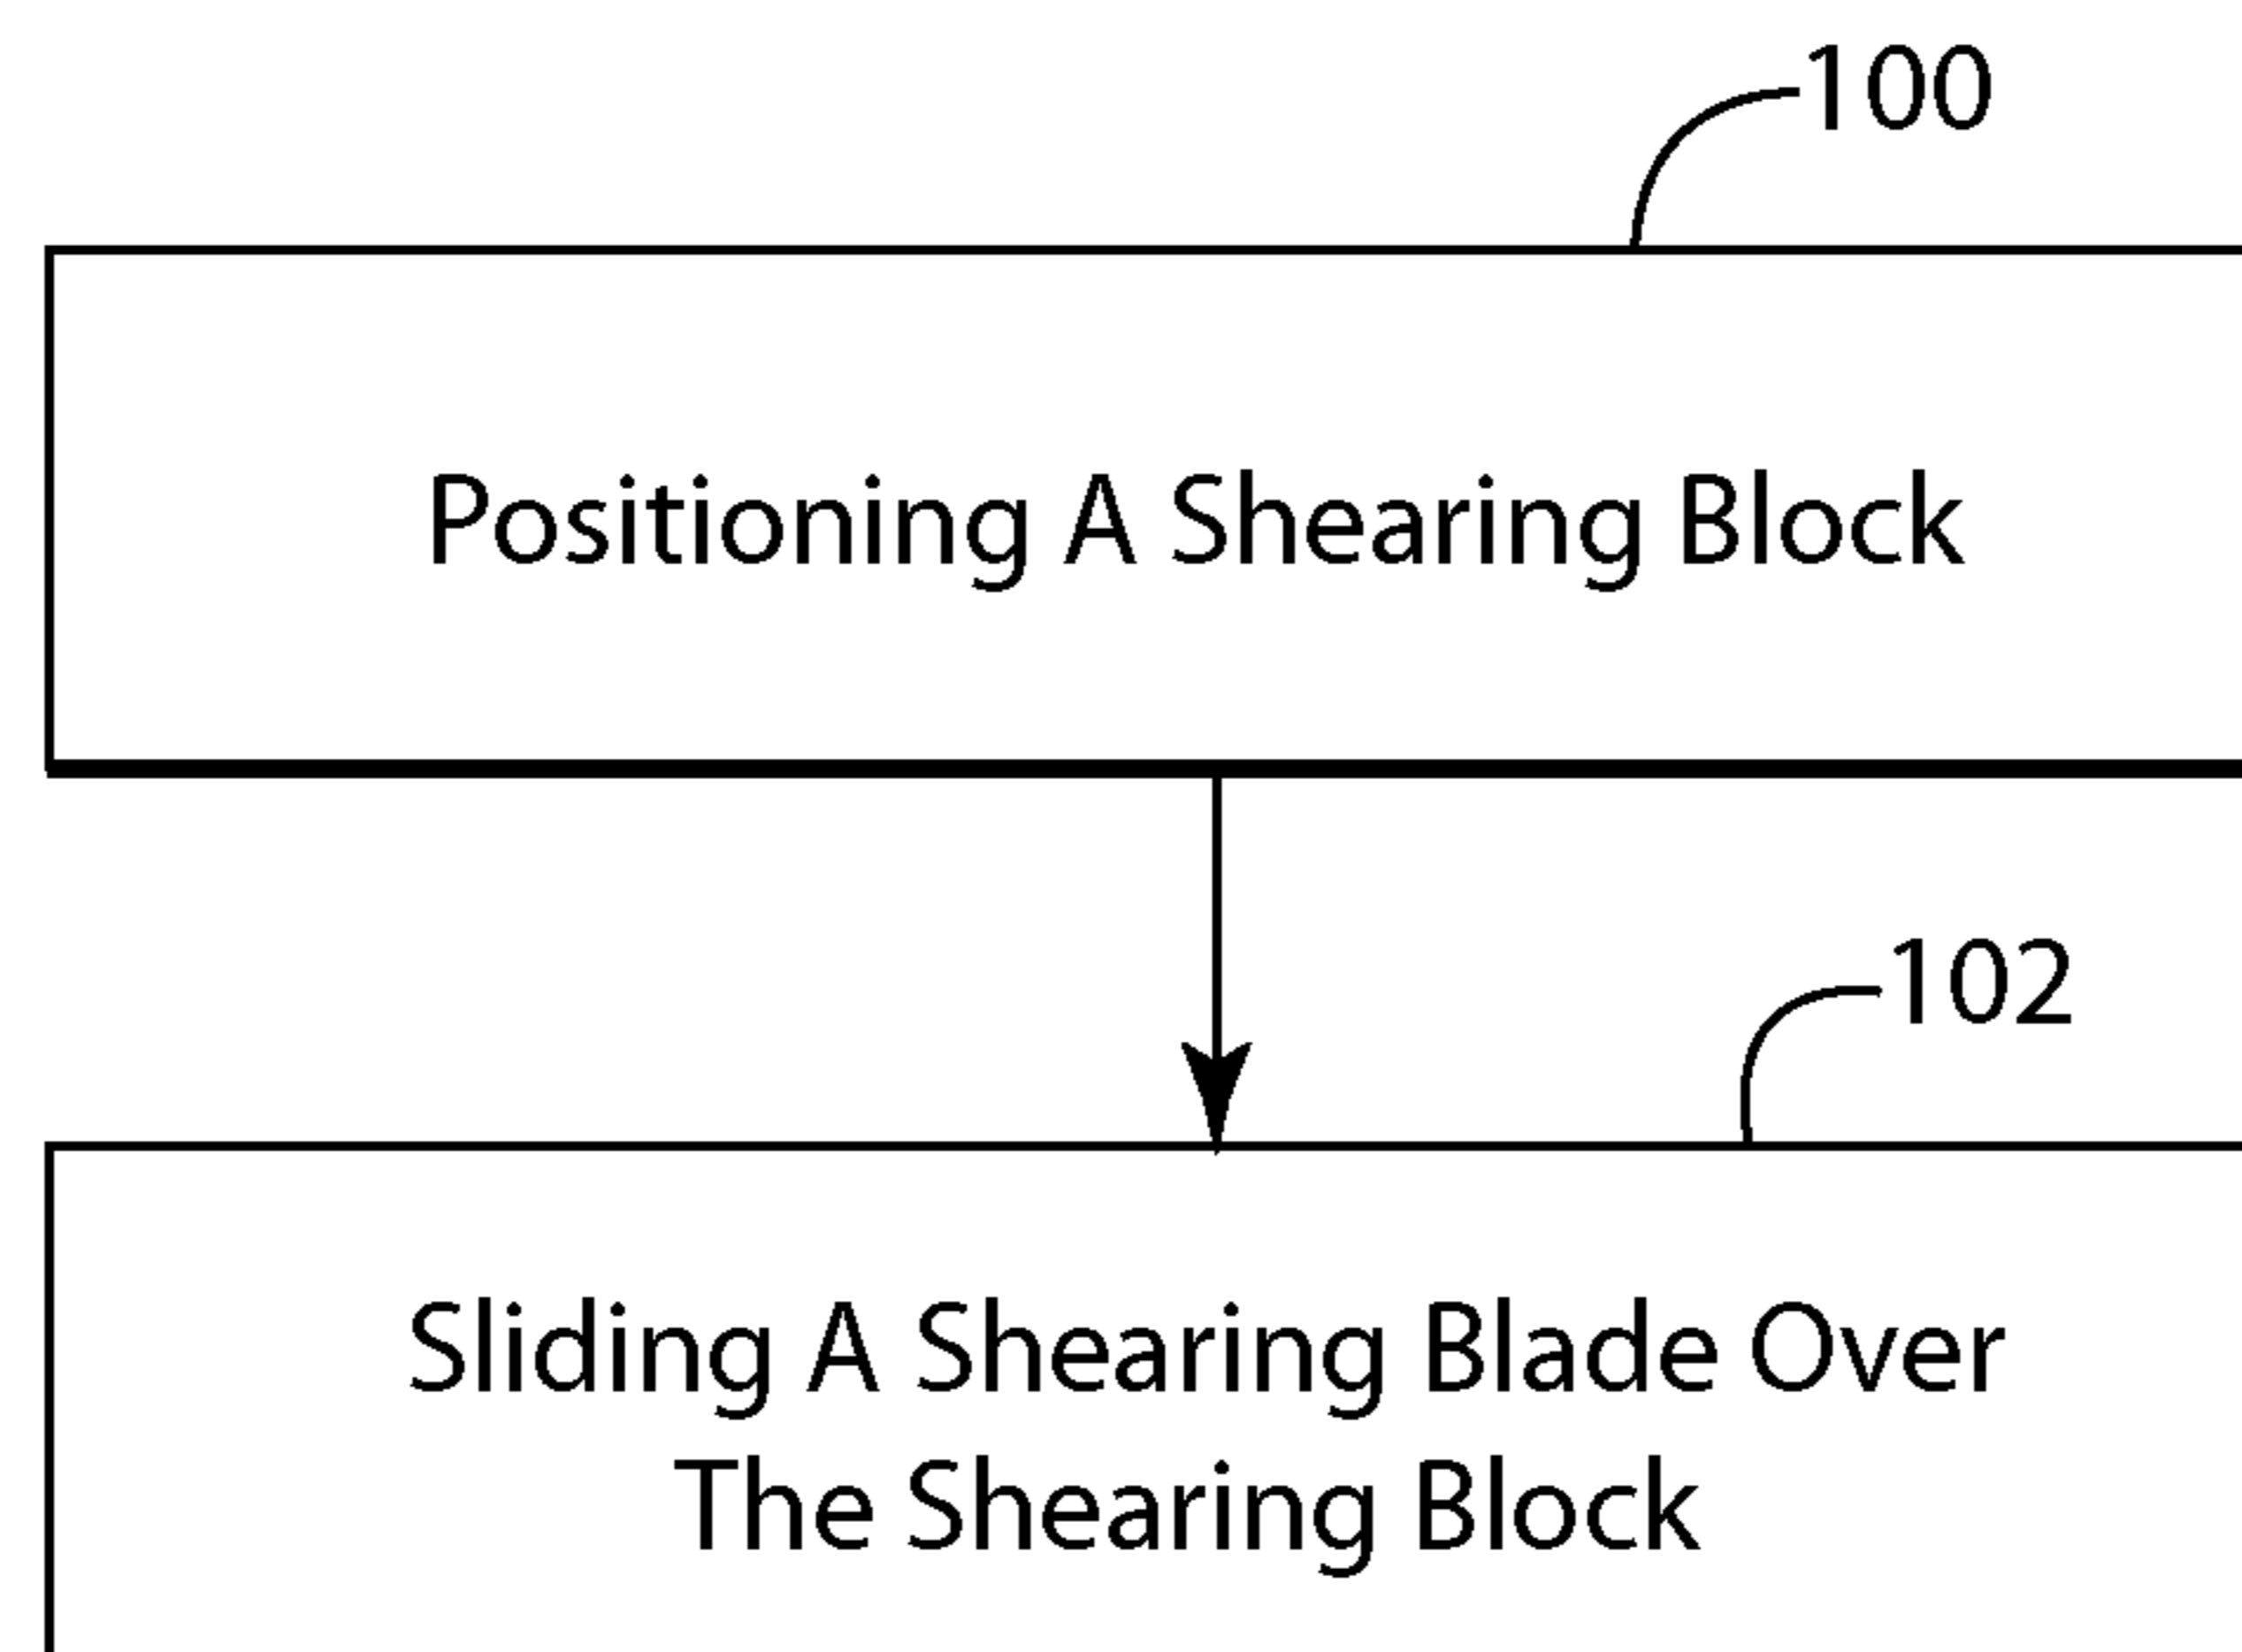 100
Positioning A Shearing Block
102
Sliding A Shearing Blade Over
The Shearing Block